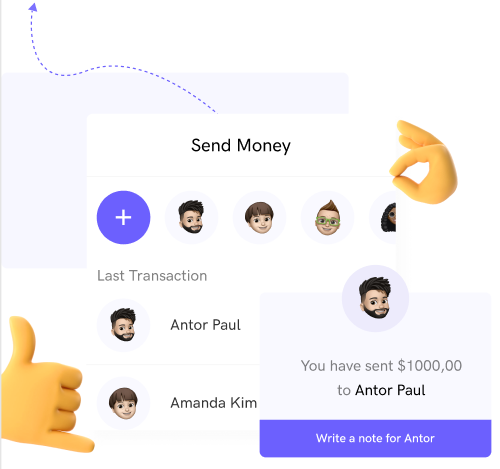 Send Money
+
Last Transaction
Antor Paul
Amanda Kim
You have sent $1000,00
to Antor Paul
Write a note for Antor